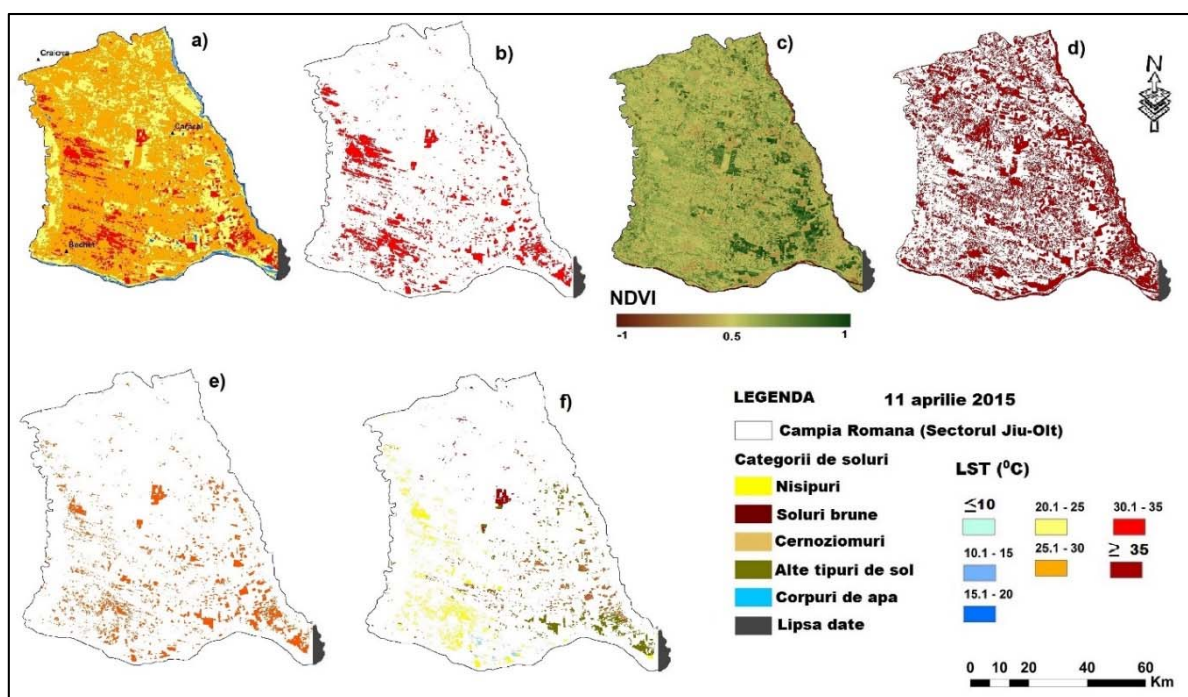 a)
b)
c)
d)
N
Craiova
Caracal
Bechet
NDVI
-1 0.5 1
e)
f)
LEGENDA 11 aprilie 2015
Campia Romana (Sectorul Jiu-Olt)
Categorii de soluri
Nisipuri
Soluri brune
Cernoziomuri
Alte tipuri de sol
Corpuri de apa
Lipsa date
LST (⁰C)
≤10
10.1 - 15
15.1 - 20
20.1 - 25
25.1 - 30
30.1 - 35
≥ 35
0 10 20 40 60
Km